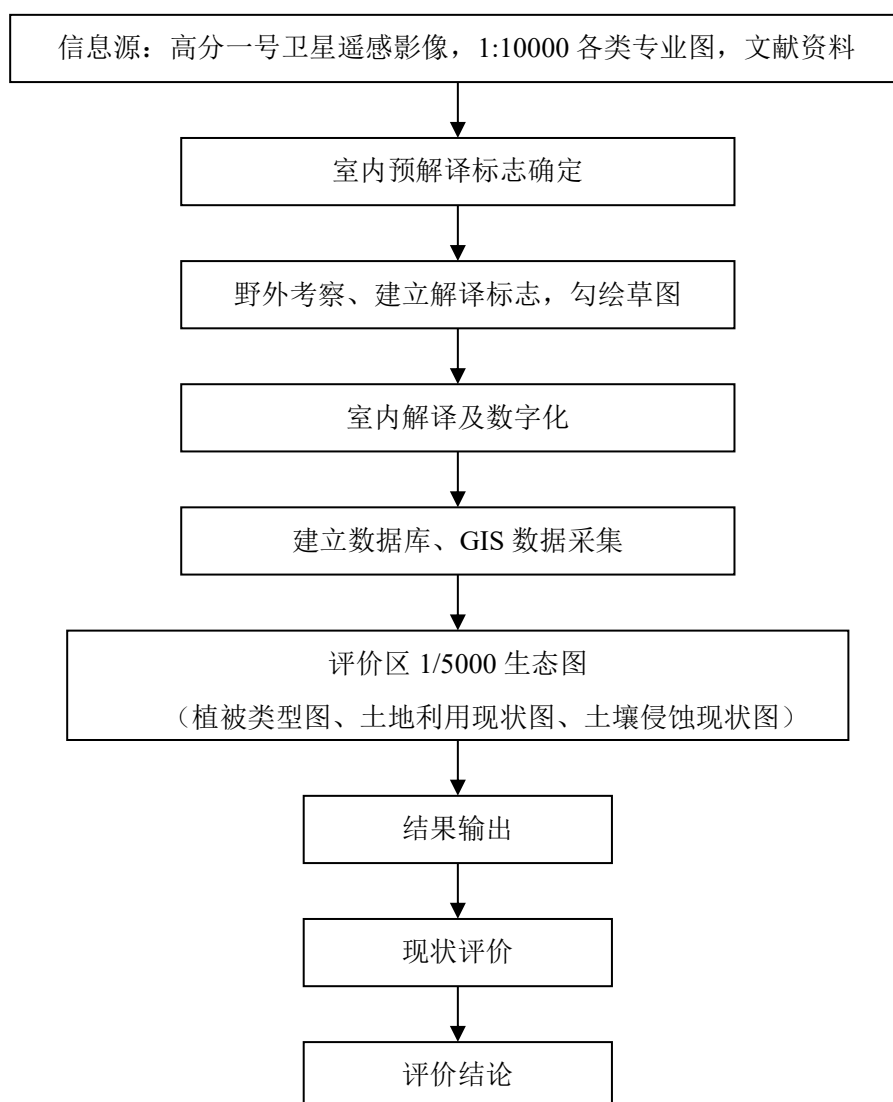 信息源：高分一号卫星遥感影像，1:10000 各类专业图，文献资料
室内预解译标志确定
野外考察、建立解译标志，勾绘草图
室内解译及数字化
建立数据库、GIS 数据采集
评价区 1/5000 生态图
（植被类型图、土地利用现状图、土壤侵蚀现状图）
结果输出
现状评价
评价结论